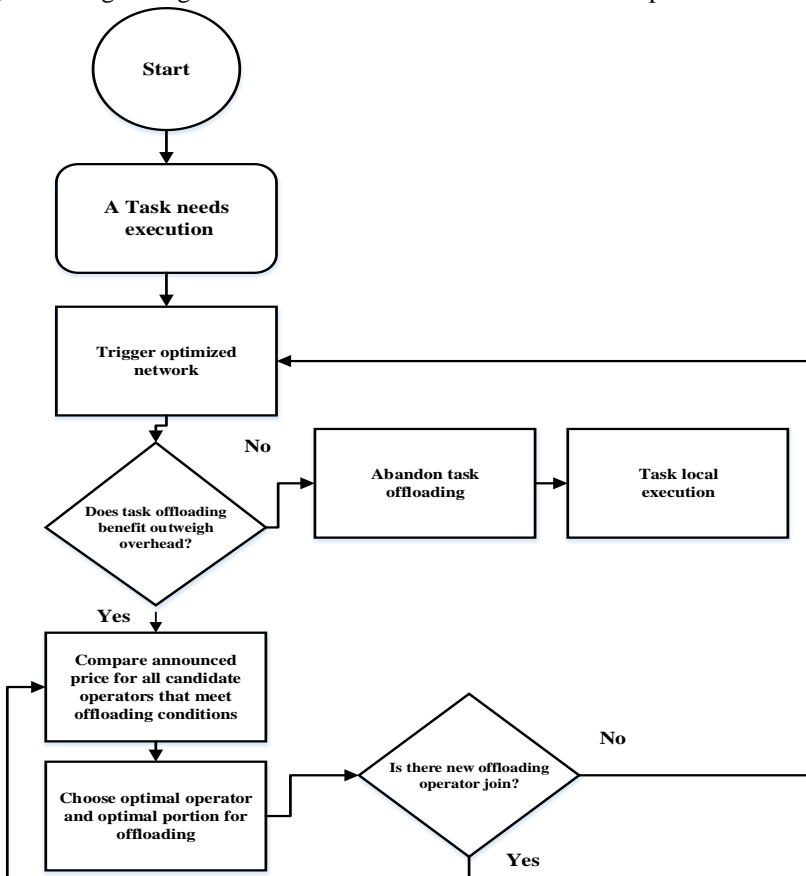 Start
A Task needs
execution
Trigger optimized
network
No
Abandon task
offloading
Task local
execution
Does task offloading
benefit outweigh
overhead?
Yes
Compare announced
price for all candidate
operators that meet
offloading conditions
No
Is there new offloading
operator join?
Choose optimal operator
and optimal portion for
offloading
Yes